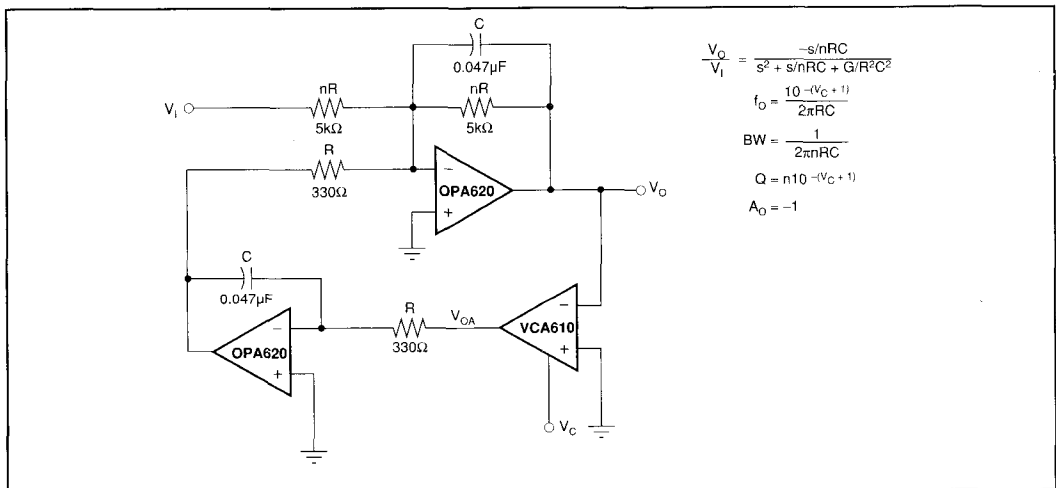 C
0.047μF
nR
5kΩ
nR
5kΩ
V_I
R
330Ω
−
OPA620
+
V_O
C
0.047μF
R
330Ω
V_OA
−
VCA610
+
−
OPA620
+
V_C
V_O/V_I = −s/nRC / s² + s/nRC + G/R²C²
f_O = 10^−(V_C + 1) / 2πRC
BW = 1 / 2πnRC
Q = n10^−(V_C + 1)
A_O = −1